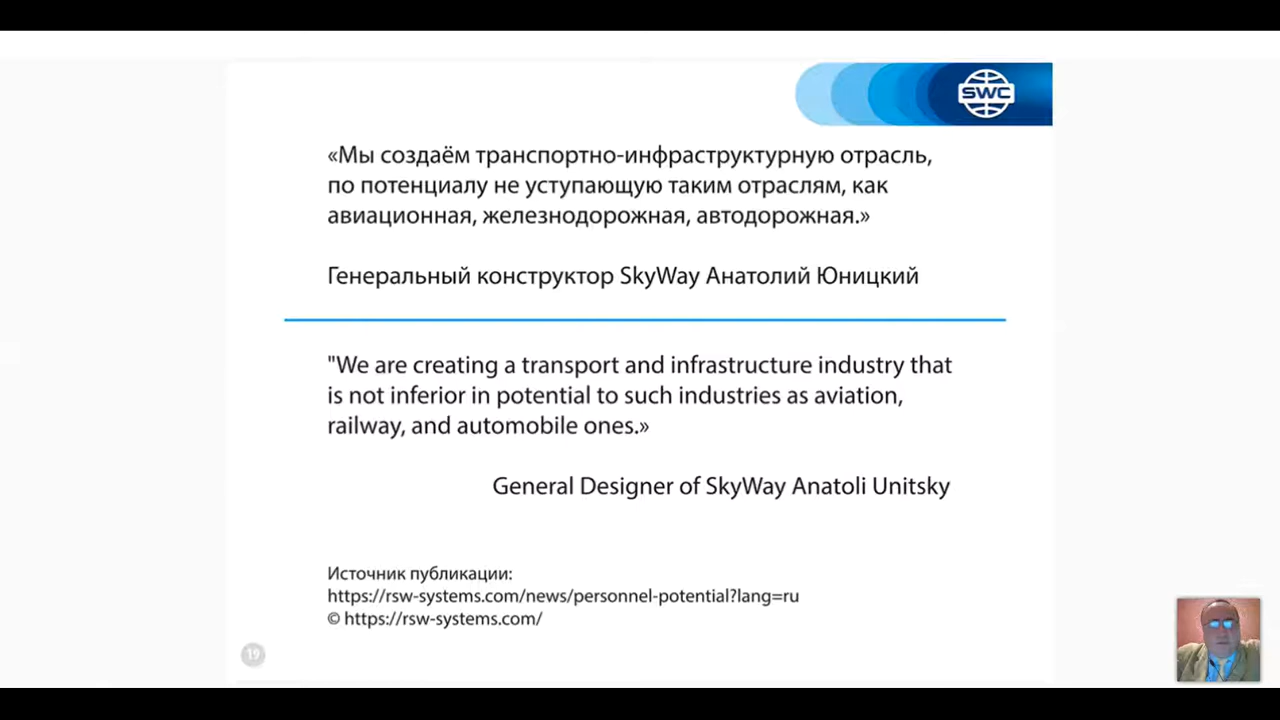 SWC
«Мы создаём транспортно-инфраструктурную отрасль,
по потенциалу не уступающую таким отраслям, как
авиационная, железнодорожная, автодорожная.»
Генеральный конструктор SkyWay Анатолий Юницкий
"We are creating a transport and infrastructure industry that
is not inferior in potential to such industries as aviation,
railway, and automobile ones.»
General Designer of SkyWay Anatoli Unitsky
Источник публикации:
https://rsw-systems.com/news/personnel-potential?lang=ru
© https://rsw-systems.com/
19